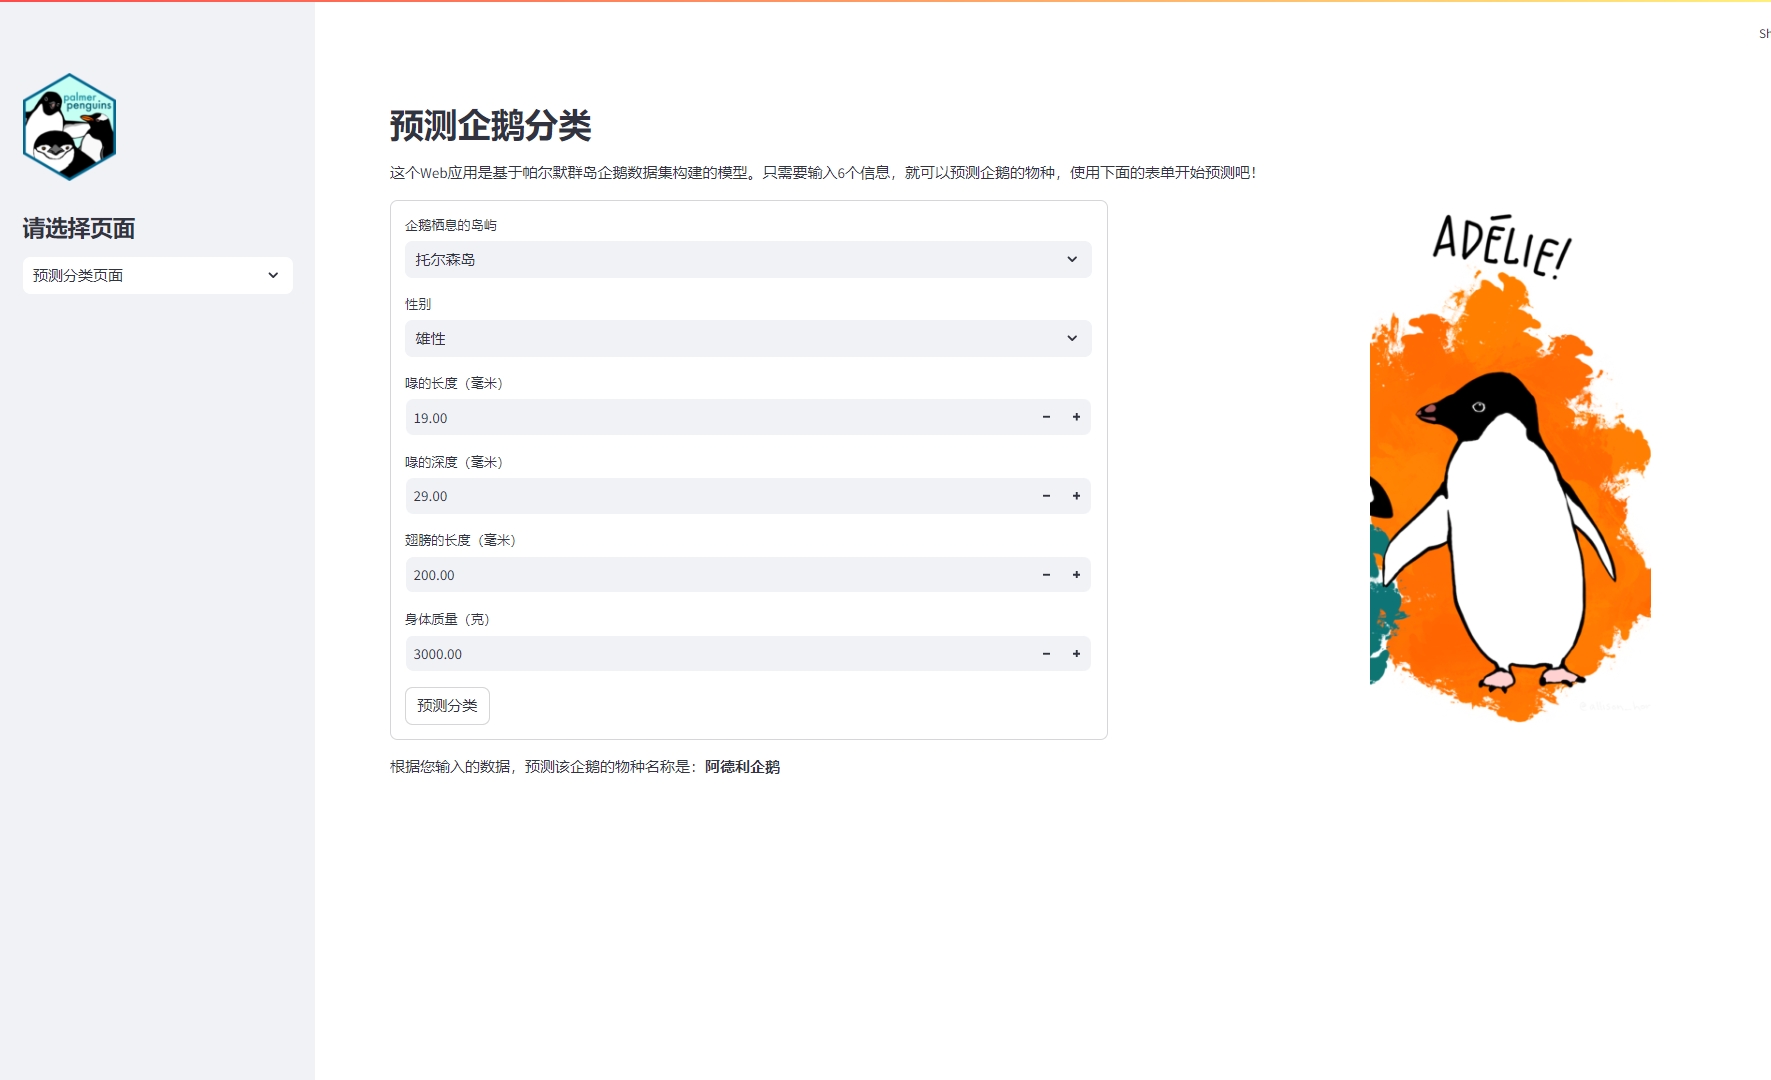 Sh
palmer
penguins
请选择页面
预测分类页面
预测企鹅分类
这个Web应用是基于帕尔默群岛企鹅数据集构建的模型。只需要输入6个信息，就可以预测企鹅的物种，使用下面的表单开始预测吧！
企鹅栖息的岛屿
托尔森岛
性别
雄性
喙的长度（毫米）
19.00
喙的深度（毫米）
29.00
翅膀的长度（毫米）
200.00
身体质量（克）
3000.00
预测分类
根据您输入的数据，预测该企鹅的物种名称是：阿德利企鹅
ADÉLIE!